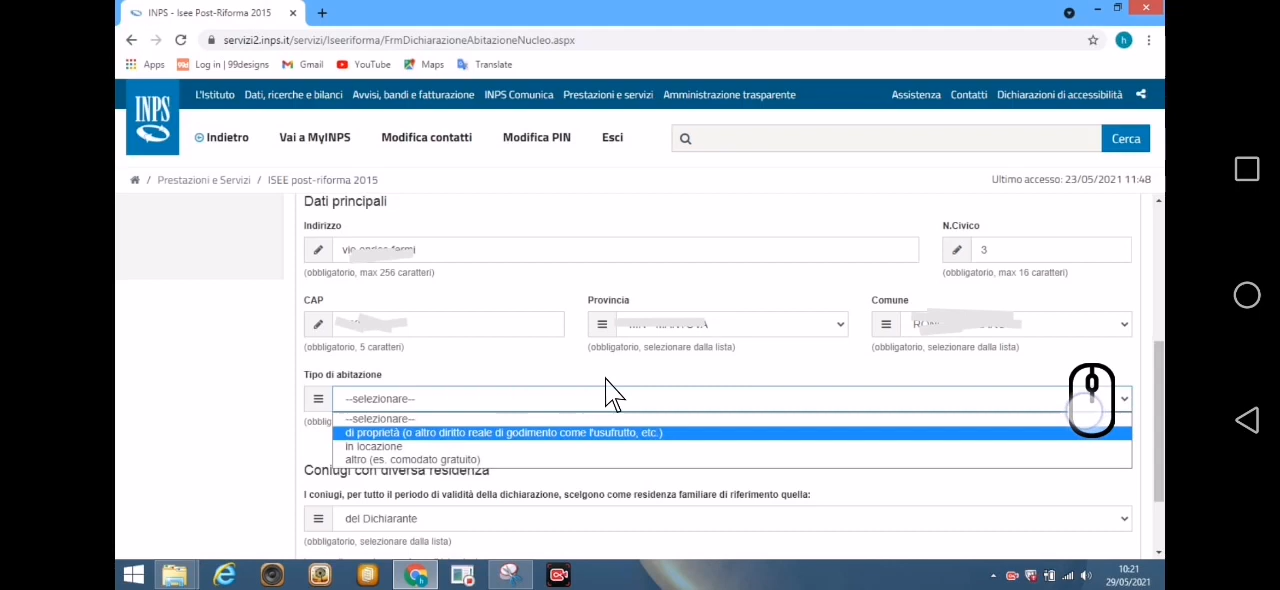 INPS - Isee Post-Riforma 2015
servizi2.inps.it/servizi/Iseeriforma/FrmDichiarazioneAbitazioneNucleo.aspx
h
Apps Log in | 99designs Gmail YouTube Maps Translate
L'Istituto Dati, ricerche e bilanci Avvisi, bandi e fatturazione INPS Comunica Prestazioni e servizi Amministrazione trasparente Assistenza Contatti Dichiarazioni di accessibilità
INPS
Indietro Vai a MyINPS Modifica contatti Modifica PIN Esci Cerca
/ Prestazioni e Servizi / ISEE post-riforma 2015 Ultimo accesso: 23/05/2021 11:48
Dati principali
Indirizzo N.Civico
3
(obbligatorio, max 256 caratteri) (obbligatorio, max 16 caratteri)
CAP Provincia Comune
(obbligatorio, 5 caratteri) (obbligatorio, selezionare dalla lista) (obbligatorio, selezionare dalla lista)
Tipo di abitazione
--selezionare--
--selezionare--
di proprietà (o altro diritto reale di godimento come l'usufrutto, etc.)
in locazione
altro (es. comodato gratuito)
Coniugi con diversa residenza
I coniugi, per tutto il periodo di validità della dichiarazione, scelgono come residenza familiare di riferimento quella:
del Dichiarante
(obbligatorio, selezionare dalla lista)
h
10:21
29/05/2021